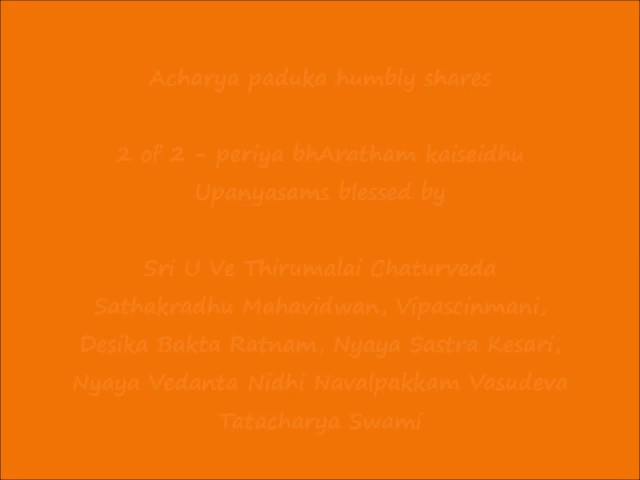 Acharya paduka humbly shares
2 of 2 - periya bhAratham kaiseidhu
Upanyasams blessed by
Sri U Ve Thirumalai Chaturveda
Sathakradhu Mahavidwan, Vipascinmani,
Desika Bakta Ratnam, Nyaya Sastra Kesari,
Nyaya Vedanta Nidhi Navalpakkam Vasudeva
Tatacharya Swami